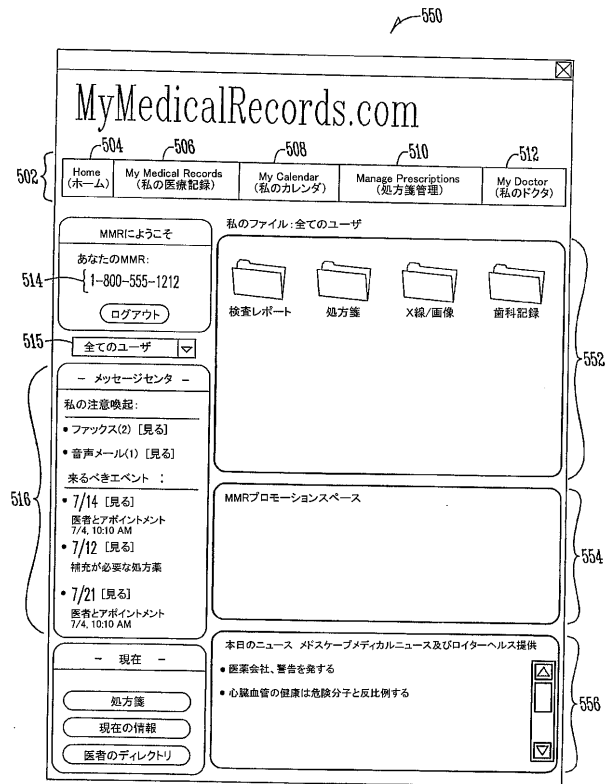 550
MyMedicalRecords.com
504
506
508
510
512
502
Home
(ホーム)
My Medical Records
(私の医療記録)
My Calendar
(私のカレンダ)
Manage Prescriptions
(処方箋管理)
My Doctor
(私のドクタ)
MMRにようこそ
あなたのMMR:
514
1-800-555-1212
ログアウト
515
全てのユーザ
516
- メッセージセンタ -
私の注意喚起:
• ファックス(2) [見る]
• 音声メール(1) [見る]
来るべきエベント :
• 7/14 [見る]
医者とアポイントメント
7/4, 10:10 AM
• 7/12 [見る]
補充が必要な処方薬
• 7/21 [見る]
医者とアポイントメント
7/4, 10:10 AM
- 現在 -
処方箋
現在の情報
医者のディレクトリ
私のファイル:全てのユーザ
検査レポート
処方箋
X線/画像
歯科記録
552
MMRプロモーションスペース
554
本日のニュース メドスケープメディカルニュース及びロイターヘルス提供
• 医薬会社、警告を発する
• 心臓血管の健康は危険分子と反比例する
556